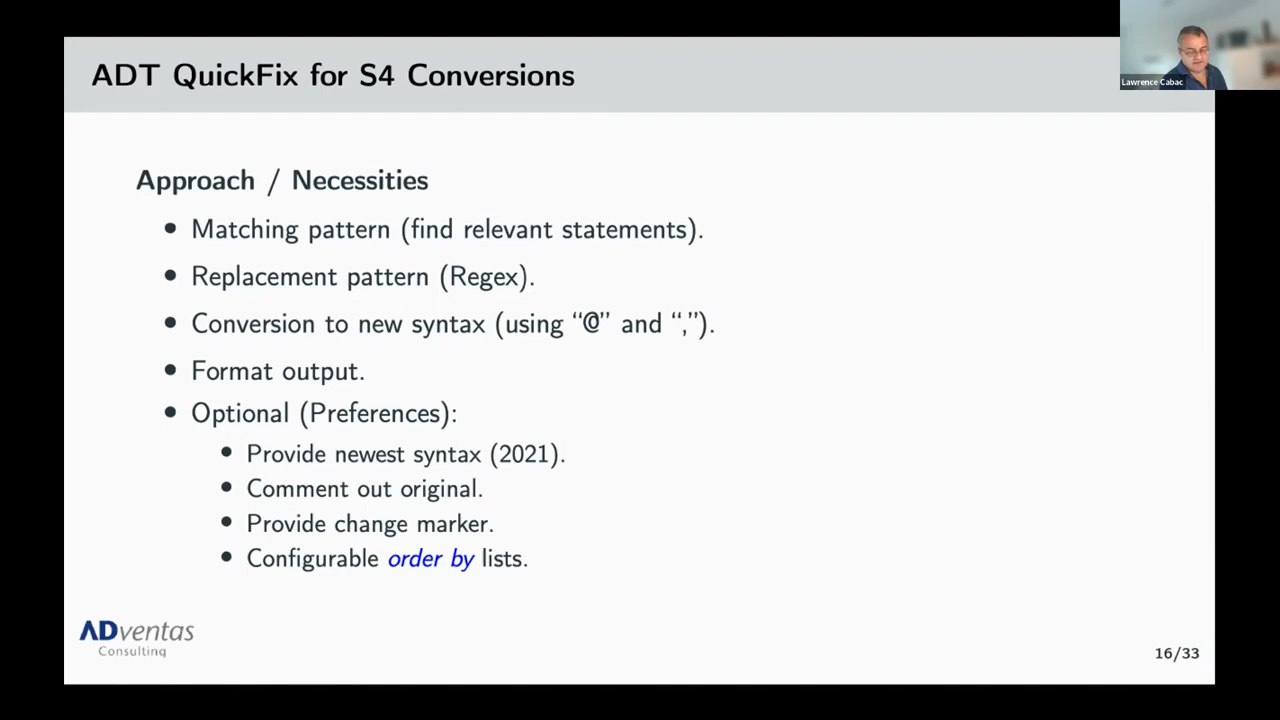 ADT QuickFix for S4 Conversions
Lawrence Cabac
Approach / Necessities
• Matching pattern (find relevant statements).
• Replacement pattern (Regex).
• Conversion to new syntax (using “@” and “,”).
• Format output.
• Optional (Preferences):
• Provide newest syntax (2021).
• Comment out original.
• Provide change marker.
• Configurable order by lists.
ADventas
Consulting
16/33